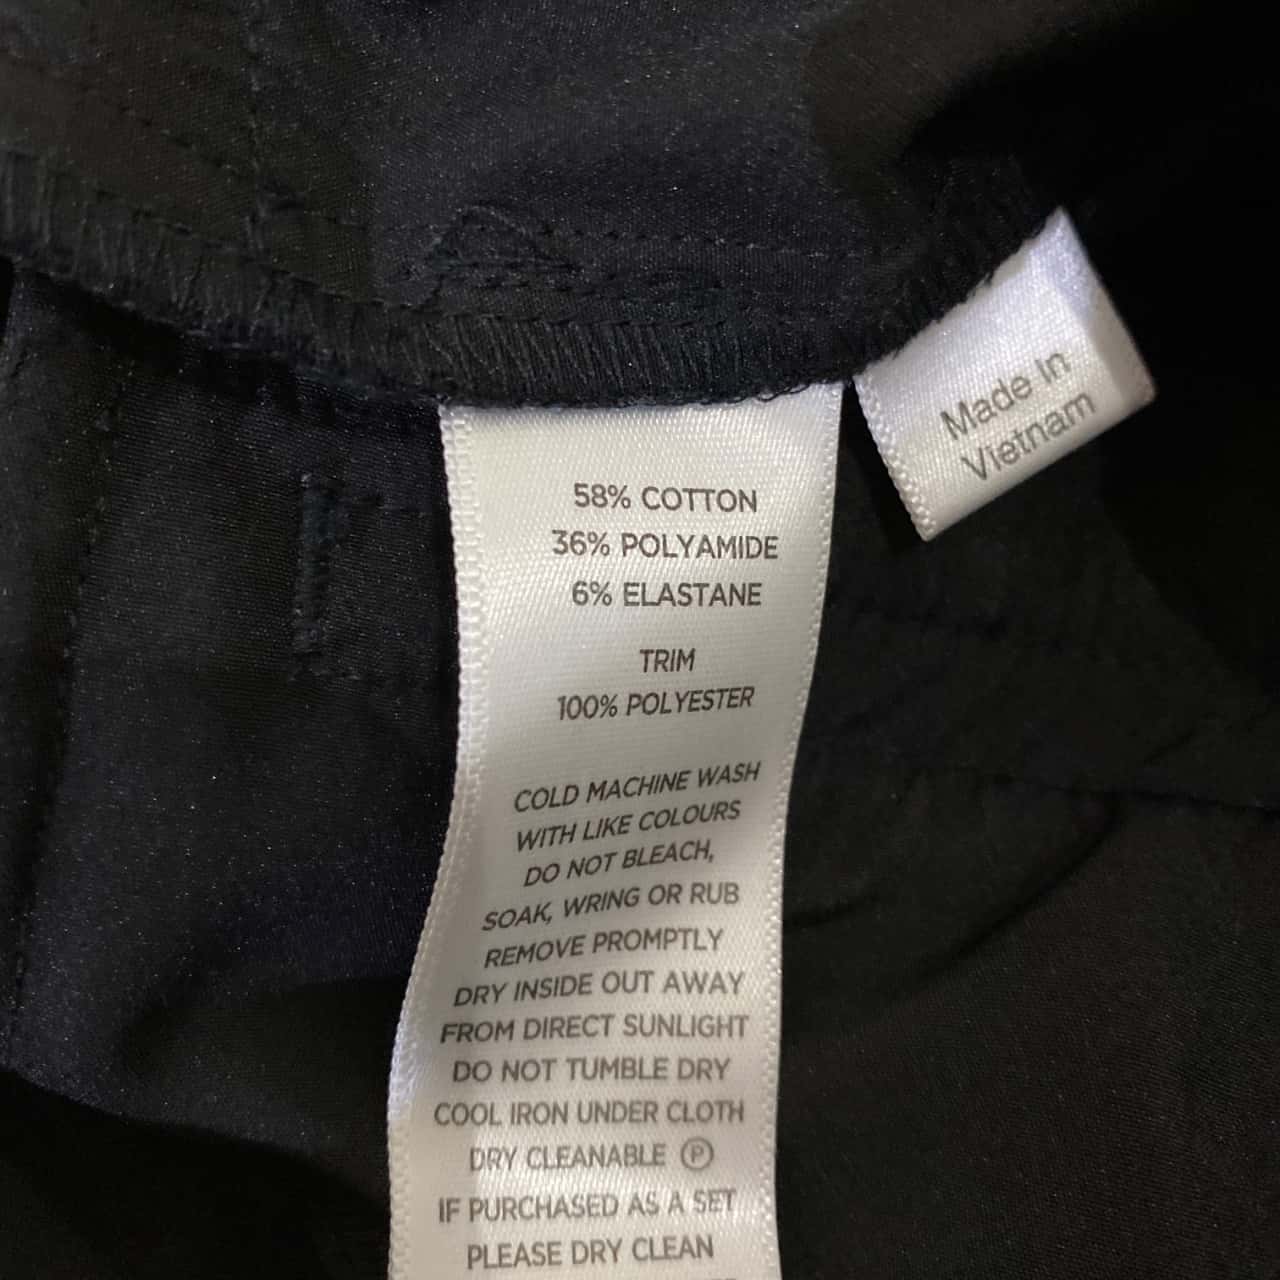 58% COTTON
36% POLYAMIDE
6% ELASTANE
TRIM
100% POLYESTER
COLD MACHINE WASH
WITH LIKE COLOURS
DO NOT BLEACH,
SOAK, WRING OR RUB
REMOVE PROMPTLY
DRY INSIDE OUT AWAY
FROM DIRECT SUNLIGHT
DO NOT TUMBLE DRY
COOL IRON UNDER CLOTH
DRY CLEANABLE Ⓟ
IF PURCHASED AS A SET
PLEASE DRY CLEAN
Made In
Vietnam